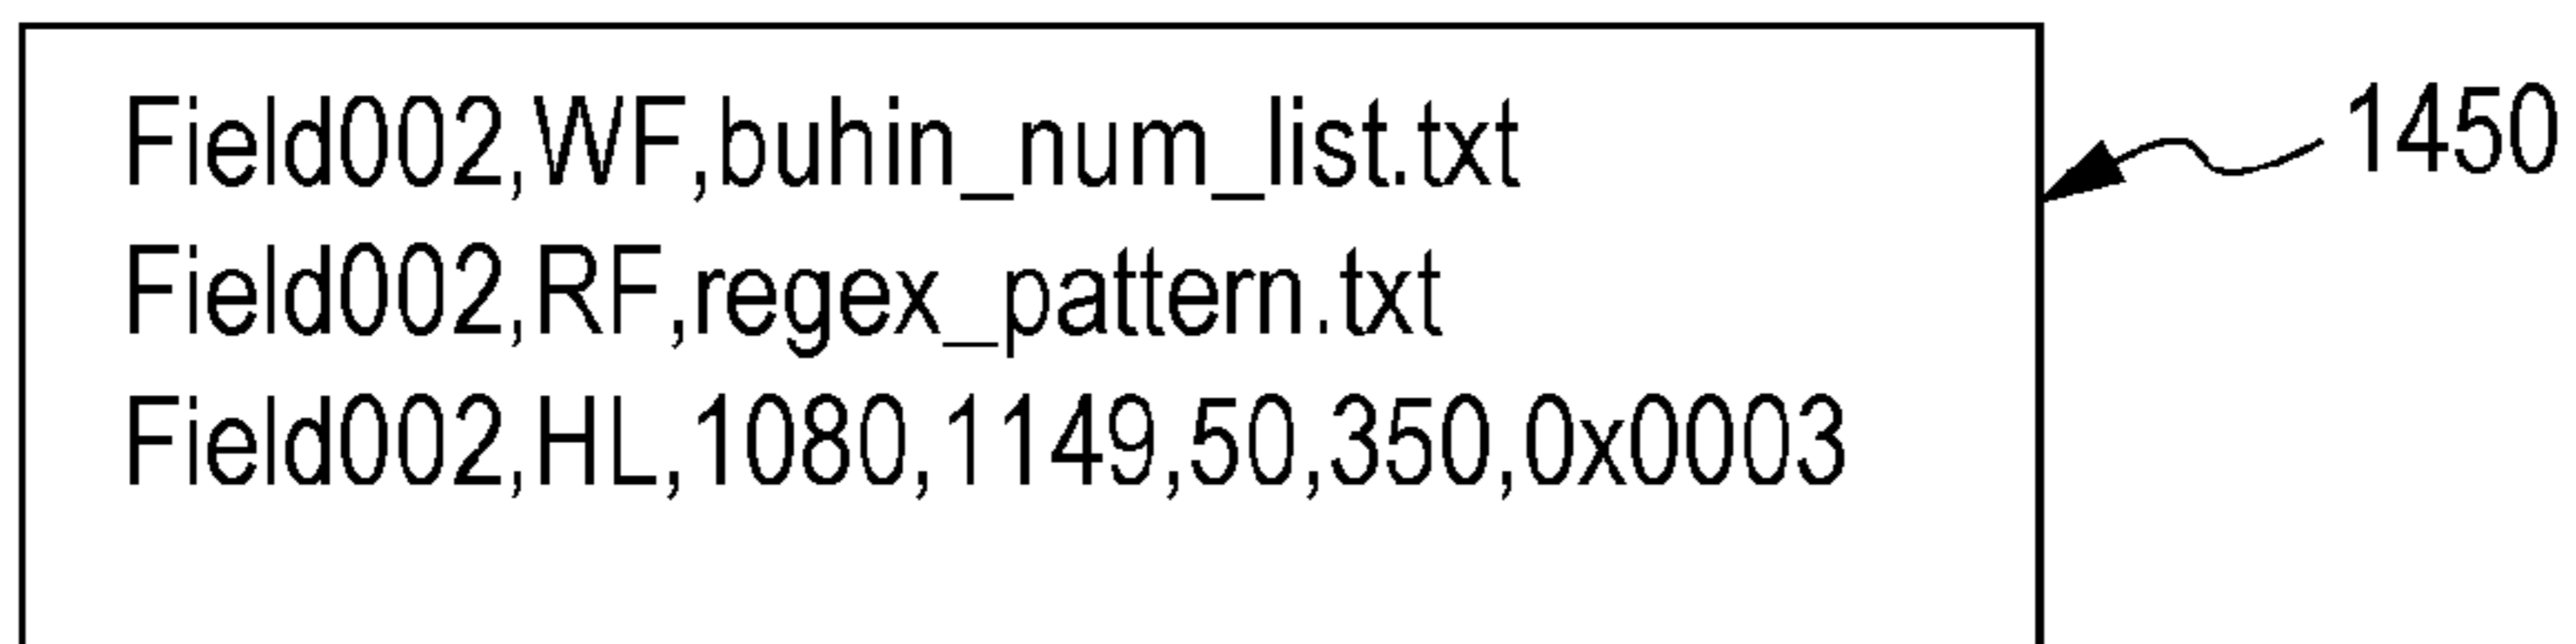 Field002,WF,buhin_num_list.txt
1450
Field002,RF,regex_pattern.txt
Field002,HL,1080,1149,50,350,0x0003